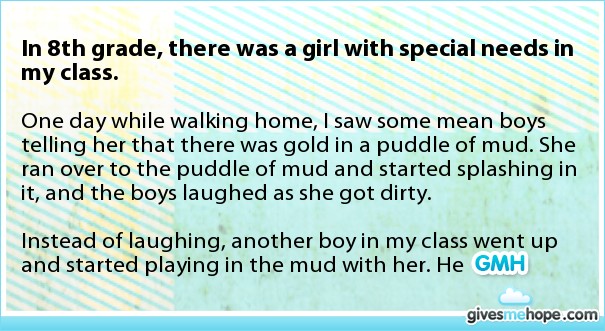 In 8th grade, there was a girl with special needs in
my class.
One day while walking home, I saw some mean boys
telling her that there was gold in a puddle of mud. She
ran over to the puddle of mud and started splashing in
it, and the boys laughed as she got dirty.
Instead of laughing, another boy in my class went up
and started playing in the mud with her. He GMH
givesmehope.com